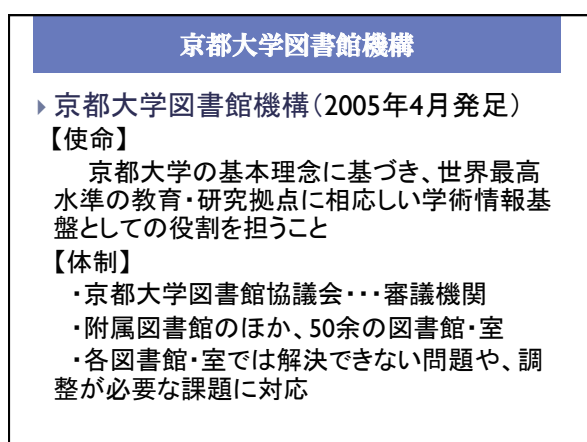 京都大学図書館機構
京都大学図書館機構(2005年4月発足)
【使命】
京都大学の基本理念に基づき、世界最高
水準の教育・研究拠点に相応しい学術情報基
盤としての役割を担うこと
【体制】
・京都大学図書館協議会・・・審議機関
・附属図書館のほか、50余の図書館・室
・各図書館・室では解決できない問題や、調
整が必要な課題に対応